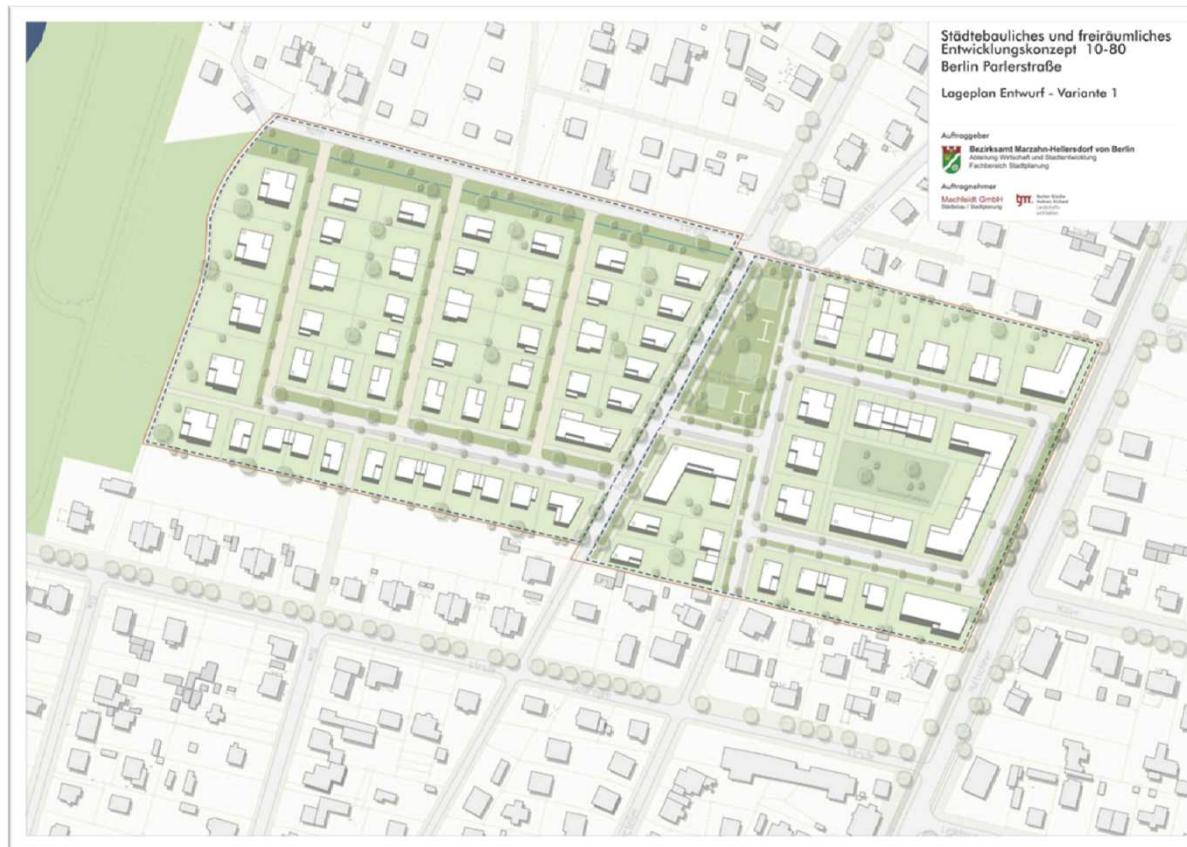 Städtebauliches und freiräumliches
Entwicklungskonzept 10-80
Berlin Parlerstraße
Lageplan Entwurf - Variante 1
Auftraggeber
Bezirksamt Marzahn-Hellersdorf von Berlin
Abteilung Wirtschaft und Stadtentwicklung
Fachbereich Stadtplanung
Auftragnehmer
Machleidt GmbH
Städtebau / Stadtplanung